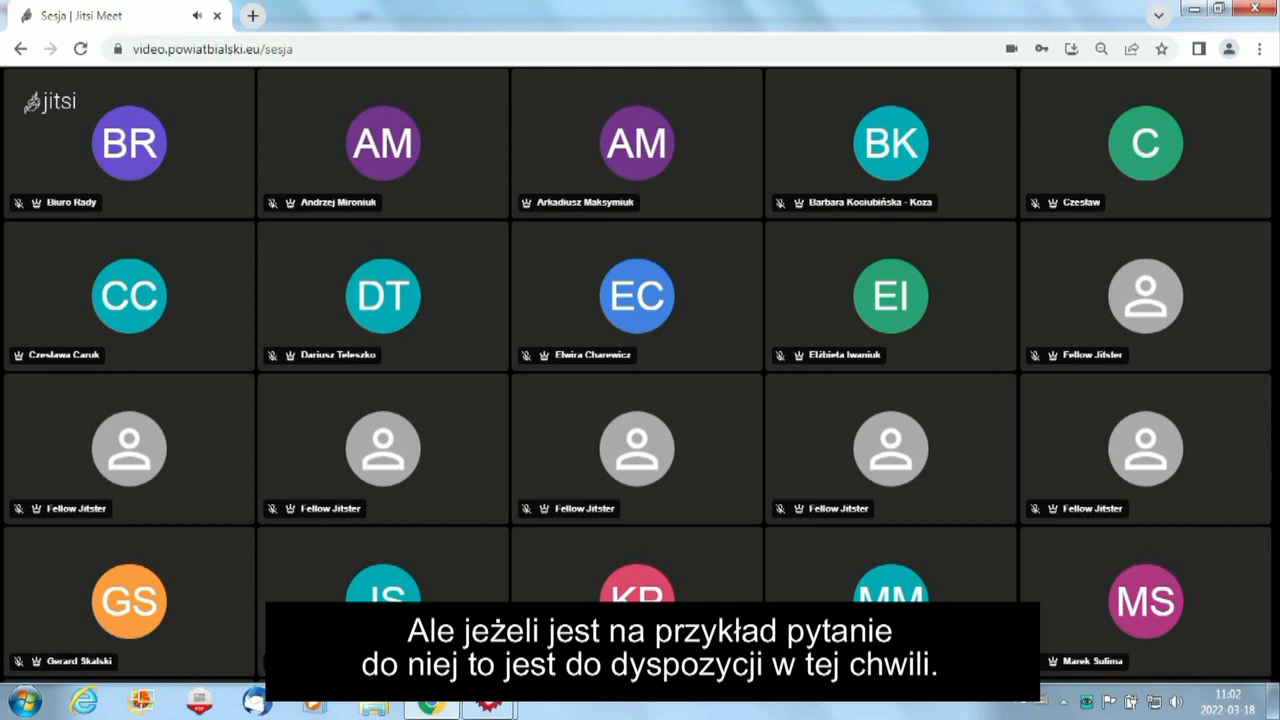 Sesja | Jitsi Meet
video.powiatbialski.eu/sesja
jitsi
BR
AM
AM
BK
C
Biuro Rady
Andrzej Mironiuk
Arkadiusz Maksymiuk
Barbara Kociubińska - Koza
Czesław
CC
DT
EC
EI
Czesława Caruk
Dariusz Teleszko
Elwira Charewicz
Elżbieta Iwaniuk
Fellow Jitster
Fellow Jitster
Fellow Jitster
Fellow Jitster
Fellow Jitster
Fellow Jitster
GS
JS
KP
MM
MS
Gerard Skalski
Marek Sulima
Ale jeżeli jest na przykład pytanie
do niej to jest do dyspozycji w tej chwili.
11:02
2022-03-18